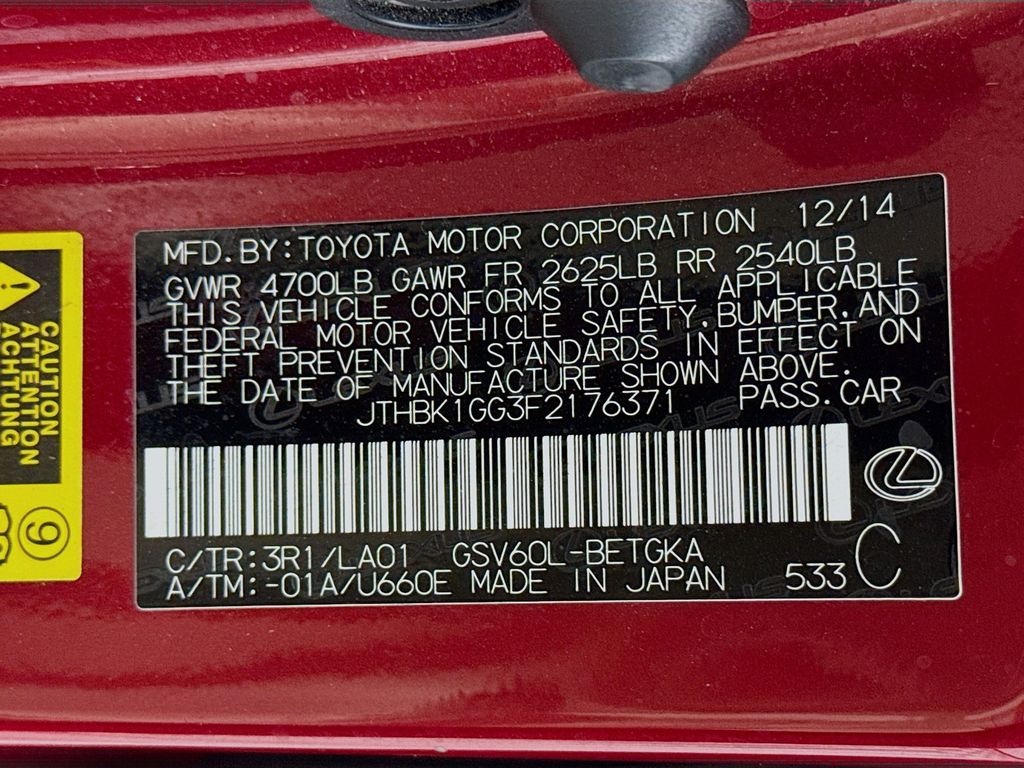 MFD.BY:TOYOTA MOTOR CORPORATION 12/14
GVWR 4700LB GAWR FR 2625LB RR 2540LB
THIS VEHICLE CONFORMS TO ALL APPLICABLE
FEDERAL MOTOR VEHICLE SAFETY,BUMPER,AND
THEFT PREVENTION STANDARDS IN EFFECT ON
THE DATE OF MANUFACTURE SHOWN ABOVE.
JTHBK1GG3F2176371 PASS.CAR
C/TR:3R1/LA01 GSV60L-BETGKA
A/TM:-01A/U660E MADE IN JAPAN 533 C
CAUTION
ATTENTION
ACHTUNG
9